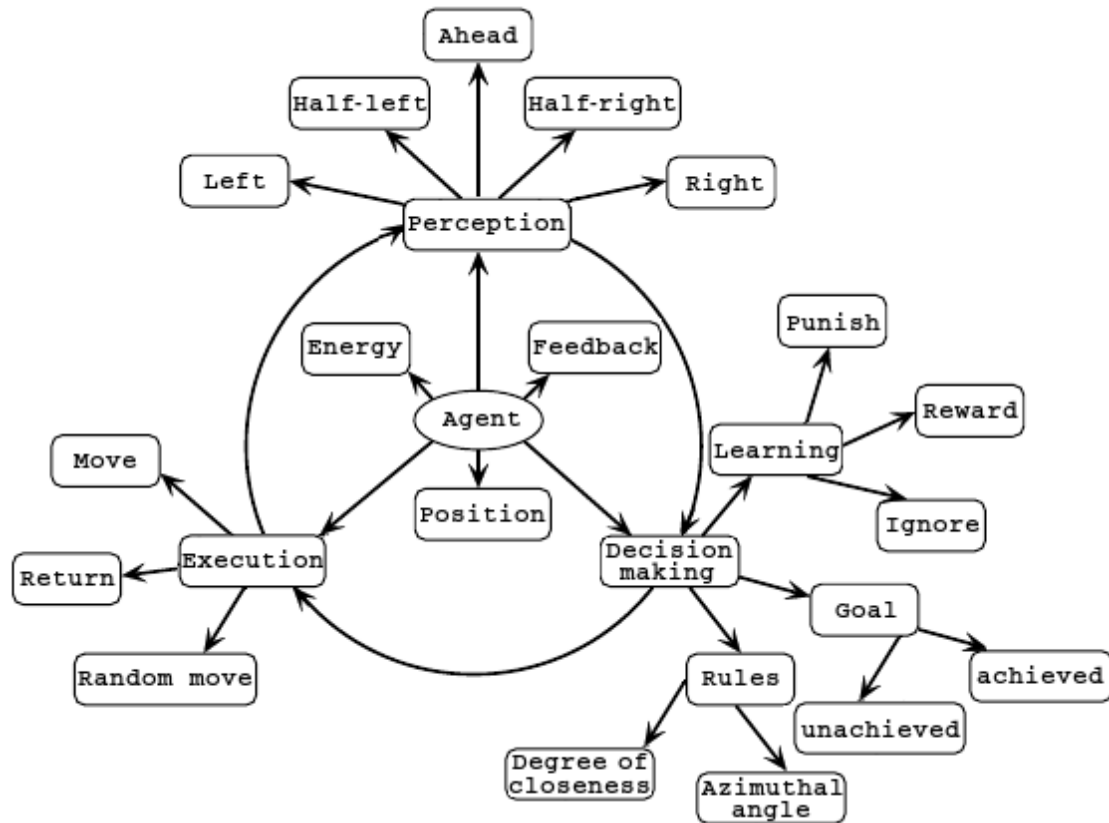 Ahead
Half-left
Half-right
Left
Right
Perception
Punish
Energy
Feedback
Reward
Agent
Learning
Move
Position
Ignore
Execution
Decision
making
Return
Goal
Random move
Rules
achieved
unachieved
Degree of
closeness
Azimuthal
angle